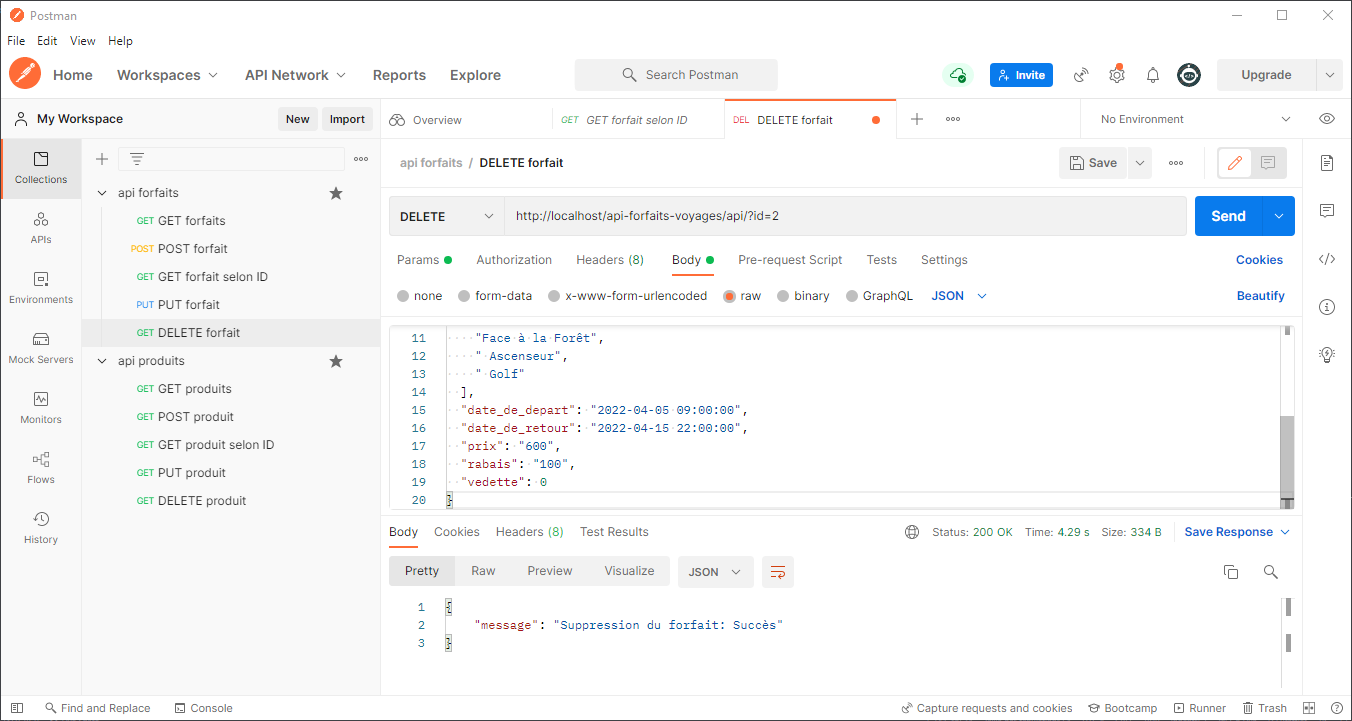 Postman
File Edit View Help
Home Workspaces API Network Reports Explore Search Postman Invite Upgrade
My Workspace New Import
Overview GET GET forfait selon ID DEL DELETE forfait No Environment
Collections
APIs
Environments
Mock Servers
Monitors
Flows
History
api forfaits
GET GET forfaits
POST POST forfait
GET GET forfait selon ID
PUT PUT forfait
GET DELETE forfait
api produits
GET GET produits
GET POST produit
GET GET produit selon ID
GET PUT produit
GET DELETE produit
api forfaits / DELETE forfait Save
DELETE http://localhost/api-forfaits-voyages/api/?id=2 Send
Params Authorization Headers (8) Body Pre-request Script Tests Settings Cookies
none form-data x-www-form-urlencoded raw binary GraphQL JSON Beautify
11 "Face à la Forêt",
12 " Ascenseur",
13 " Golf"
14 ],
15 "date_de_depart": "2022-04-05 09:00:00",
16 "date_de_retour": "2022-04-15 22:00:00",
17 "prix": "600",
18 "rabais": "100",
19 "vedette": 0
20 }
Body Cookies Headers (8) Test Results Status: 200 OK Time: 4.29 s Size: 334 B Save Response
Pretty Raw Preview Visualize JSON
1 {
2 "message": "Suppression du forfait: Succès"
3 }
Find and Replace Console Capture requests and cookies Bootcamp Runner Trash